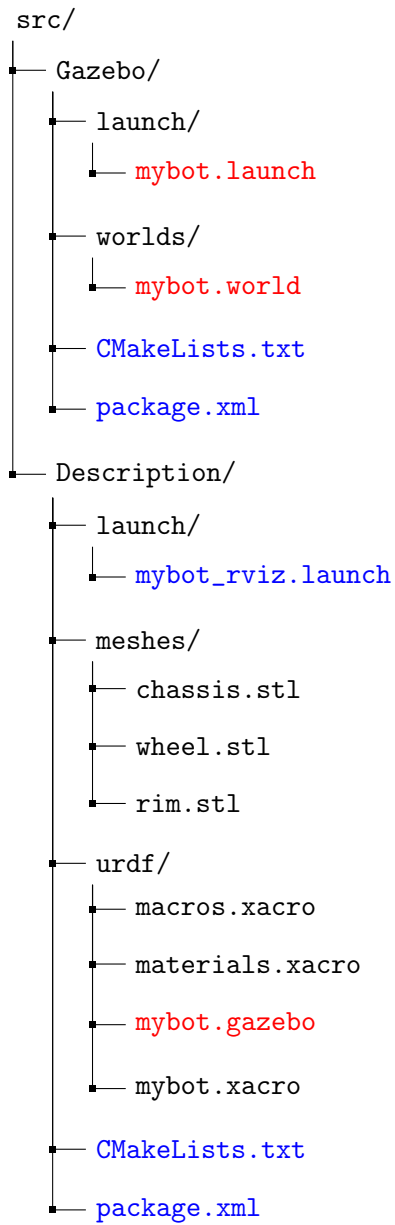 src/
Gazebo/
launch/
mybot.launch
worlds/
mybot.world
CMakeLists.txt
package.xml
Description/
launch/
mybot_rviz.launch
meshes/
chassis.stl
wheel.stl
rim.stl
urdf/
macros.xacro
materials.xacro
mybot.gazebo
mybot.xacro
CMakeLists.txt
package.xml